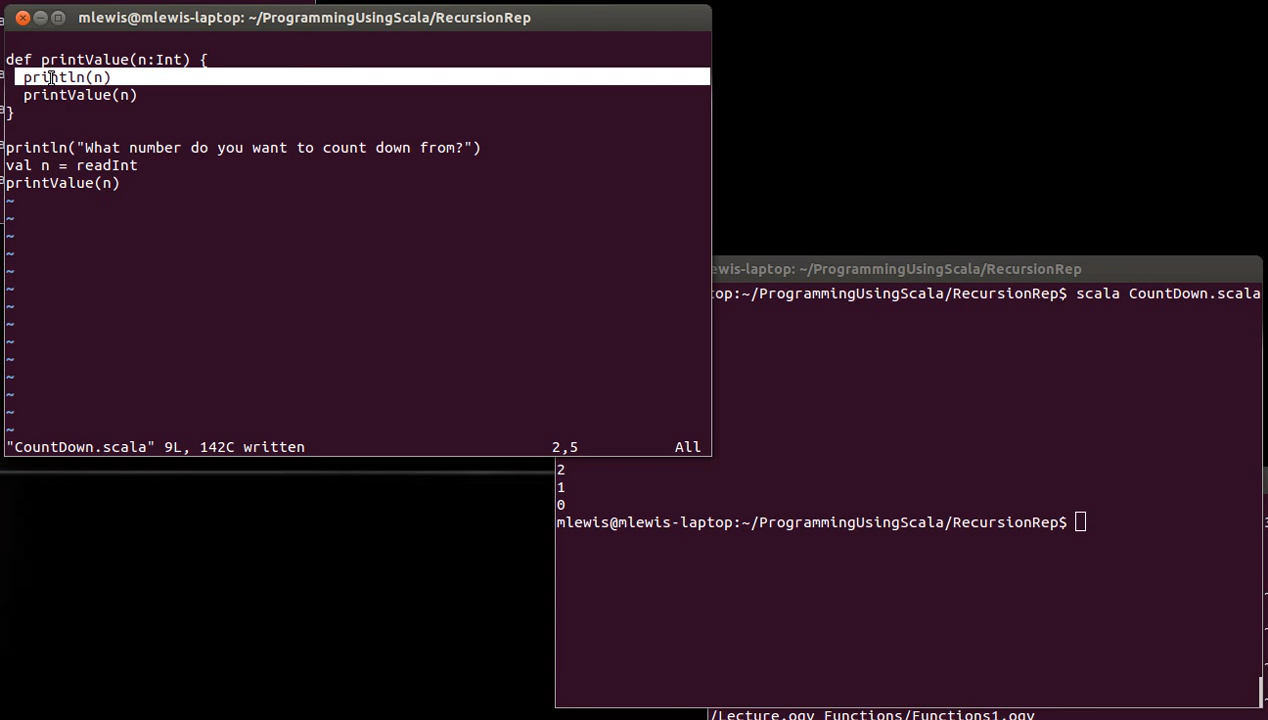 mlewis@mlewis-laptop: ~/ProgrammingUsingScala/RecursionRep
def printValue(n:Int) {
println(n)
printValue(n)
}
println("What number do you want to count down from?")
val n = readInt
printValue(n)
~
~
~
~
~
~
~
~
~
~
~
~
~
~
"CountDown.scala" 9L, 142C written 2,5 All
ewis-laptop: ~/ProgrammingUsingScala/RecursionRep
top:~/ProgrammingUsingScala/RecursionRep$ scala CountDown.scala
2
1
0
mlewis@mlewis-laptop:~/ProgrammingUsingScala/RecursionRep$
/Lecture.ogv Functions/Functions1.ogv